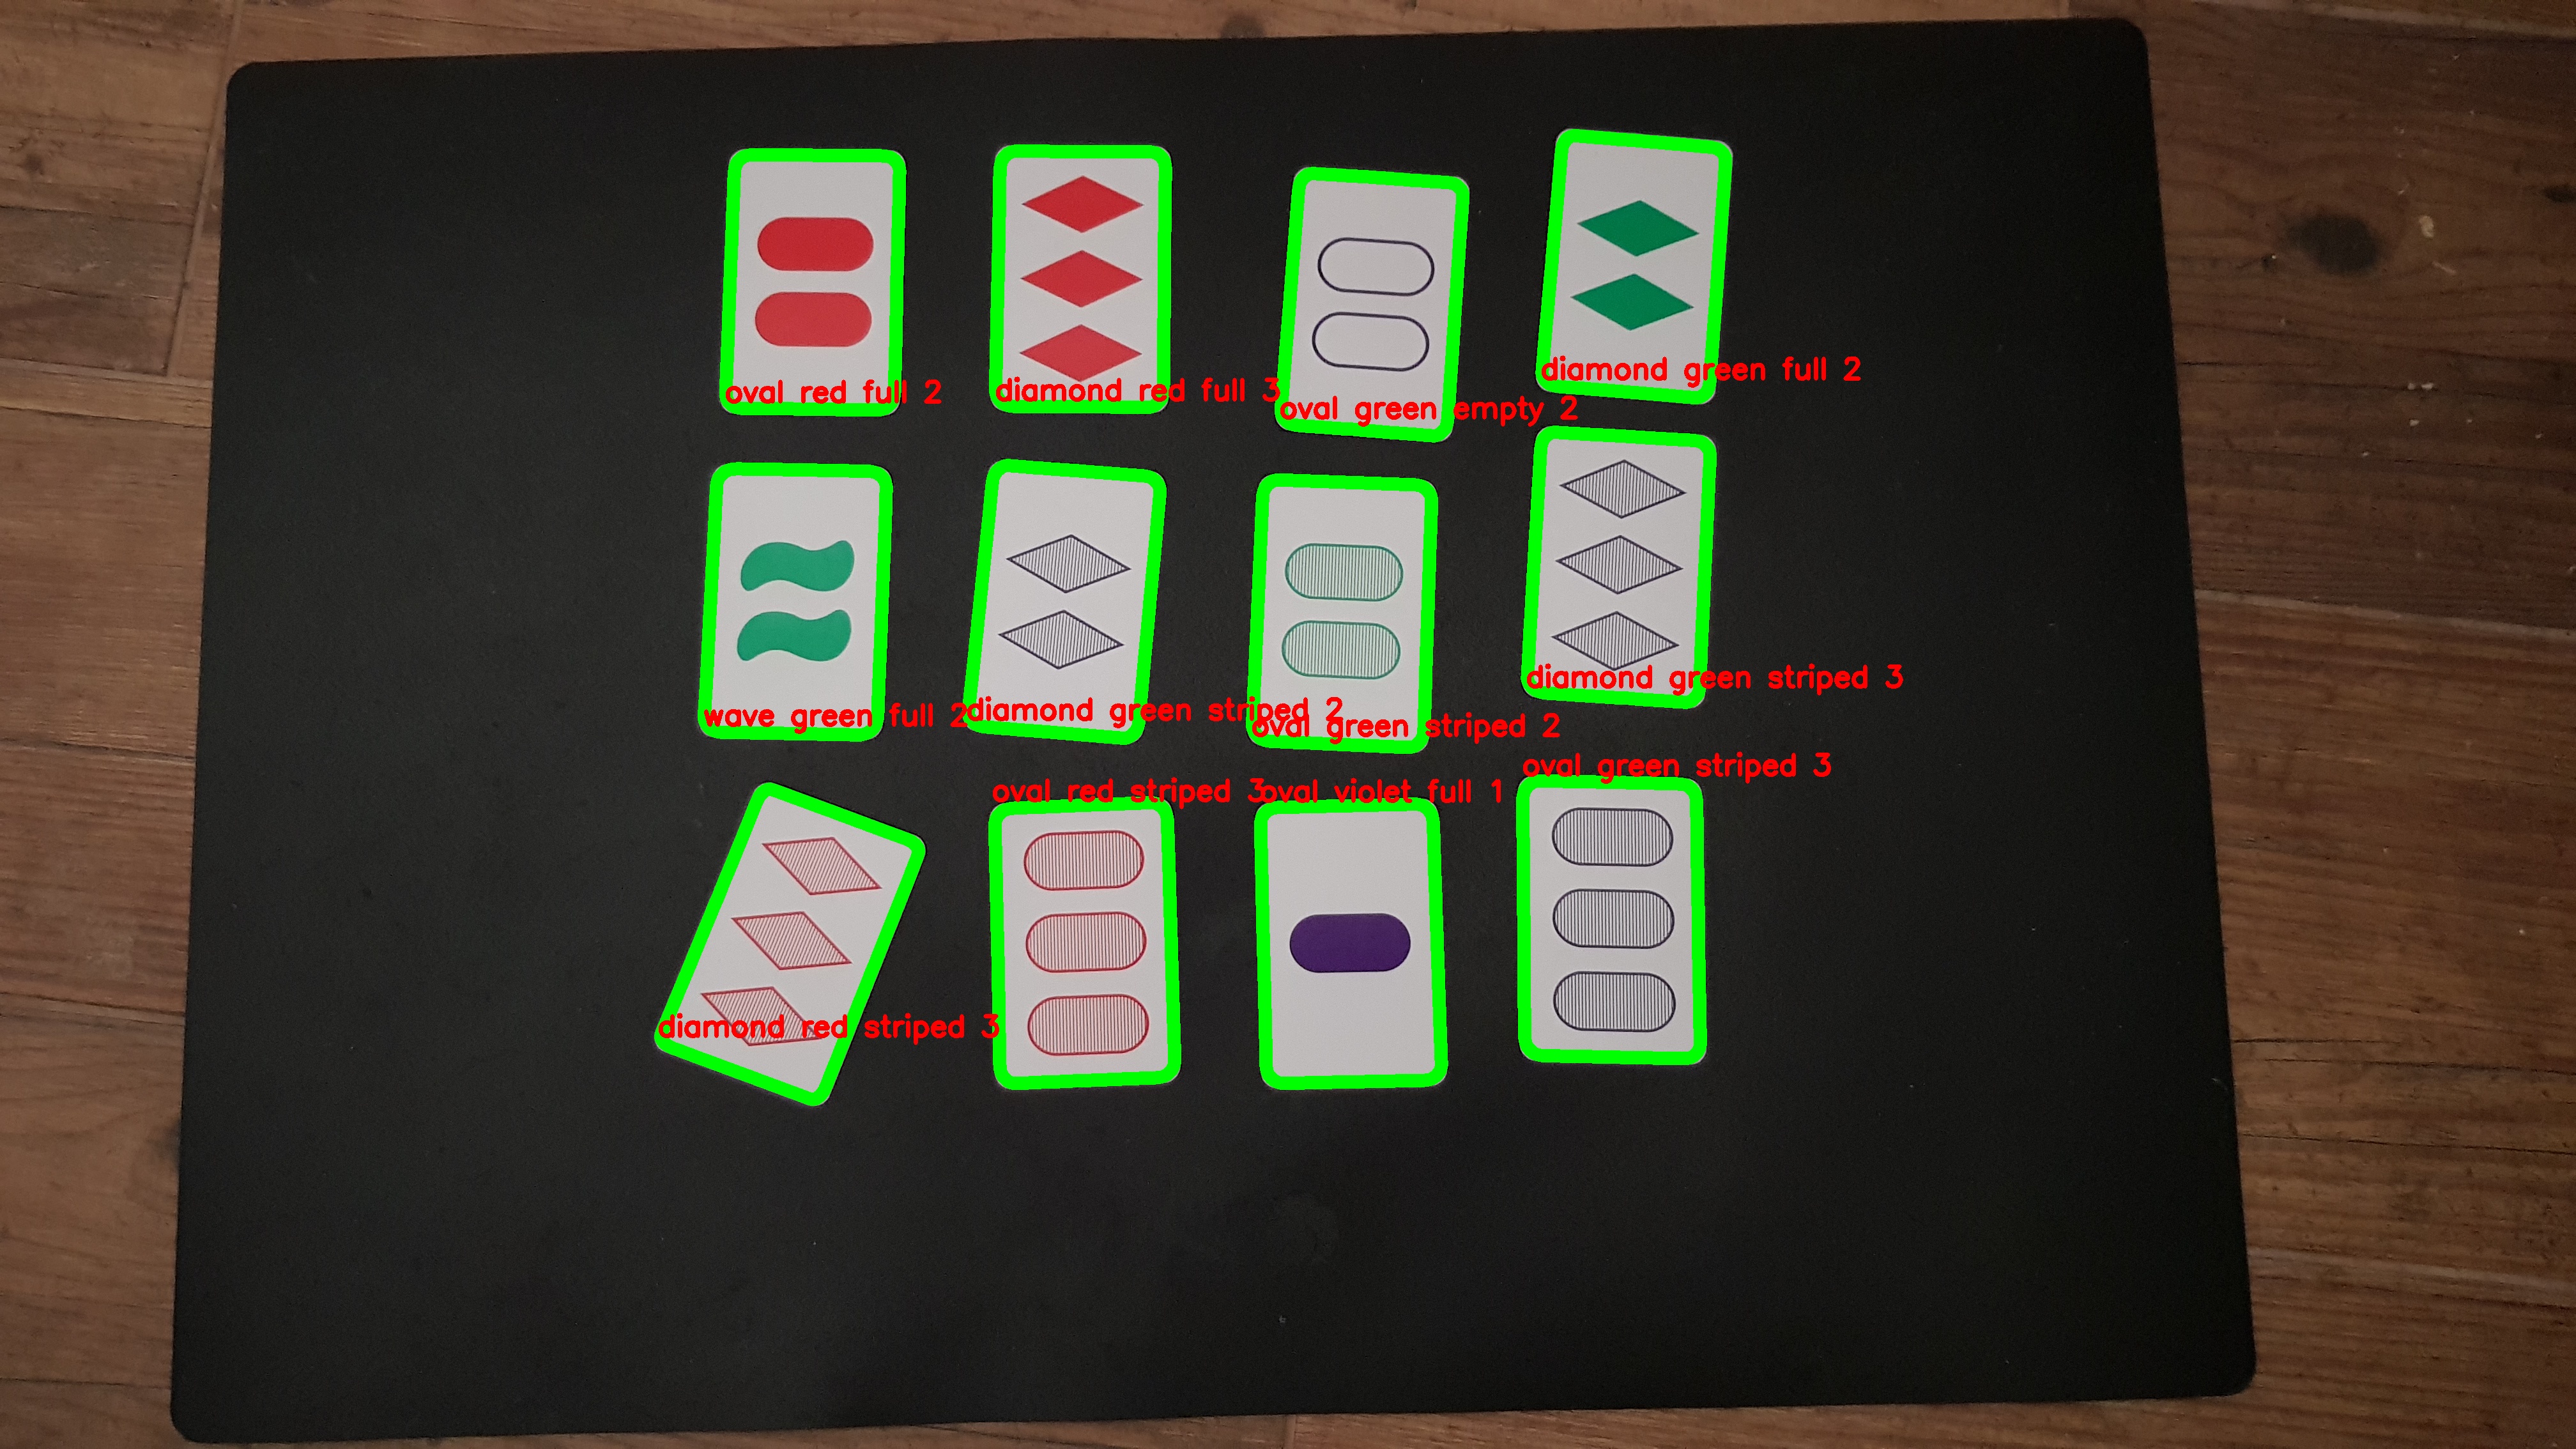 oval red full 2
diamond red full 3
oval green empty 2
diamond green full 2
wave green full 2
diamond green striped 2
oval green striped 2
diamond green striped 3
diamond red striped 3
oval red striped 3
oval violet full 1
oval green striped 3